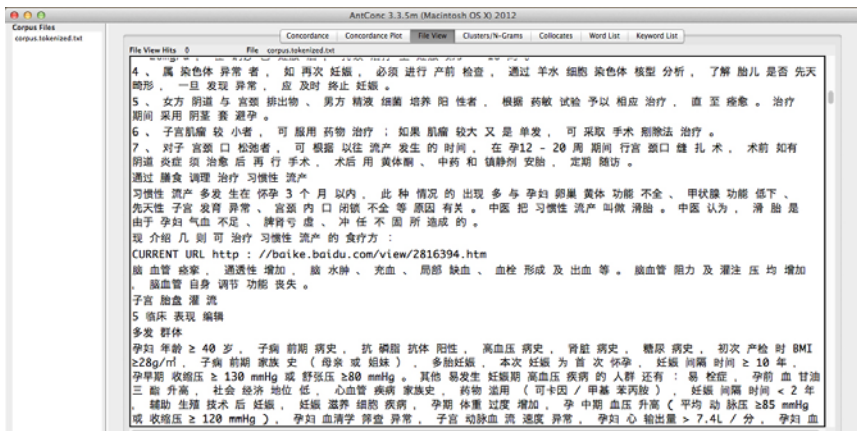 AntConc 3.3.5m (Macintosh OS X) 2012
Corpus Files
corpus.tokenized.txt
Concordance Concordance Plot File View Clusters/N-Grams Collocates Word List Keyword List
File View Hits 0 File corpus.tokenized.txt
4 、 属 染色体 异常 者 , 如 再次 妊娠 , 必须 进行 产前 检查 , 通过 羊水 细胞 染色体 核型 分析 , 了解 胎儿 是否 先天
畸形 , 一旦 发现 异常 , 应 及时 终止 妊娠 。
5 、 女方 阴道 与 宫颈 排出物 、 男方 精液 细菌 培养 阳 性者 , 根据 药敏 试验 予以 相应 治疗 , 直 至 痊愈 。 治疗
期间 采用 阴茎 套 避孕 。
6 、 子宫肌瘤 较 小者 , 可 服用 药物 治疗 ; 如果 肌瘤 较大 又 是 单发 , 可 采取 手术 剜除法 治疗 。
7 、 对子 宫颈 口 松弛者 , 可 根据 以往 流产 发生 的 时间 , 在 孕12 - 20 周 期间 行宫 颈口 缝 扎 术 , 术前 如有
阴道 炎症 须 治愈 后 再 行 手术 , 术后 用 黄体酮 、 中药 和 镇静剂 安胎 , 定期 随访 。
通过 膳食 调理 治疗 习惯性 流产
习惯性 流产 多发 生在 怀孕 3 个 月 以内 , 此 种 情况 的 出现 多 与 孕妇 卵巢 黄体 功能 不全 、 甲状腺 功能 低下 、
先天性 子宫 发育 异常 、 宫颈 内 口 闭锁 不全 等 原因 有关 。 中医 把 习惯性 流产 叫做 滑胎 。 中医 认为 , 滑 胎 是
由于 孕妇 气血 不足 、 脾肾 亏 虚 、 冲 任 不 固 所 造成 的 。
现 介绍 几 则 可 治疗 习惯性 流产 的 食疗方 :
CURRENT URL http : //baike.baidu.com/view/2816394.htm
脑 血管 痉挛 , 通透性 增加 , 脑 水肿 、 充血 、 局部 缺血 、 血栓 形成 及 出血 等 。 脑血管 阻力 及 灌注 压 均 增加
, 脑血管 自身 调节 功能 丧失 。
子宫 胎盘 灌 流
5 临床 表现 编辑
多发 群体
孕妇 年龄 ≥ 40 岁 , 子痫 前期 病史 , 抗 磷脂 抗体 阳性 , 高血压 病史 , 肾脏 病史 , 糖尿 病史 , 初次 产检 时 BMI
≥28g/㎡ , 子痫 前期 家族 史 ( 母亲 或 姐妹 ) , 多胎妊娠 , 本次 妊娠 为 首 次 怀孕 , 妊娠 间隔 时间 ≥ 10 年 ,
孕早期 收缩压 ≥ 130 mmHg 或 舒张压 ≥80 mmHg 。 其他 易发生 妊娠期 高血压 疾病 的 人群 还有 : 易 栓症 , 孕前 血 甘油
三 酯 升高 , 社会 经济 地位 低 , 心血管 疾病 家族史 , 药物 滥用 ( 可卡因 / 甲基 苯丙胺 ) , 妊娠 间隔 时间 < 2 年
, 辅助 生殖 技术 后 妊娠 , 妊娠 滋养 细胞 疾病 , 孕期 体重 过度 增加 , 孕 中期 血压 升高 ( 平均 动 脉压 ≥85 mmHg
或 收缩压 ≥ 120 mmHg ) , 孕妇 血清学 筛查 异常 , 子宫 动脉血 流 速度 异常 , 孕妇 心 输出量 > 7.4L / 分 , 孕妇 血